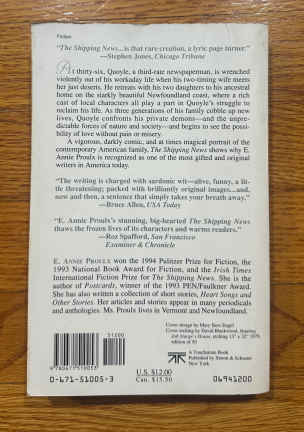 Fiction
"The Shipping News...is that rare creation, a lyric page turner."
—Stephen Jones, Chicago Tribune
At thirty-six, Quoyle, a third-rate newspaperman, is wrenched
violently out of his workaday life when his two-timing wife meets
her just deserts. He retreats with his two daughters to his ancestral
home on the starkly beautiful Newfoundland coast, where a rich
cast of local characters all play a part in Quoyle's struggle to
reclaim his life. As three generations of his family cobble up new
lives, Quoyle confronts his private demons—and the unpre-
dictable forces of nature and society—and begins to see the possi-
bility of love without pain or misery.
A vigorous, darkly comic, and at times magical portrait of the
contemporary American family, The Shipping News shows why E.
Annie Proulx is recognized as one of the most gifted and original
writers in America today.
"The writing is charged with sardonic wit—alive, funny, a lit-
tle threatening; packed with brilliantly original images...and,
now and then, a sentence that simply takes your breath away."
—Bruce Allen, USA Today
"E. Annie Proulx's stunning, big-hearted The Shipping News
thaws the frozen lives of its characters and warms readers."
—Roz Spafford, San Francisco
Examiner & Chronicle
E. ANNIE PROULX won the 1994 Pulitzer Prize for Fiction, the
1993 National Book Award for Fiction, and the Irish Times
International Fiction Prize for The Shipping News. She is the
author of Postcards, winner of the 1993 PEN/Faulkner Award.
She has also written a collection of short stories, Heart Songs and
Other Stories. Her articles and stories appear in many periodicals
and anthologies. Ms. Proulx lives in Vermont and Newfoundland.
Cover design by Mary
Cover etching by David Blackwood,
51200
9 780671 510053
0-671-51005-3
U.S. $12.00
Can. $15.50
A Touchstone Book
Published by Simon & Schuster
New York
06941200